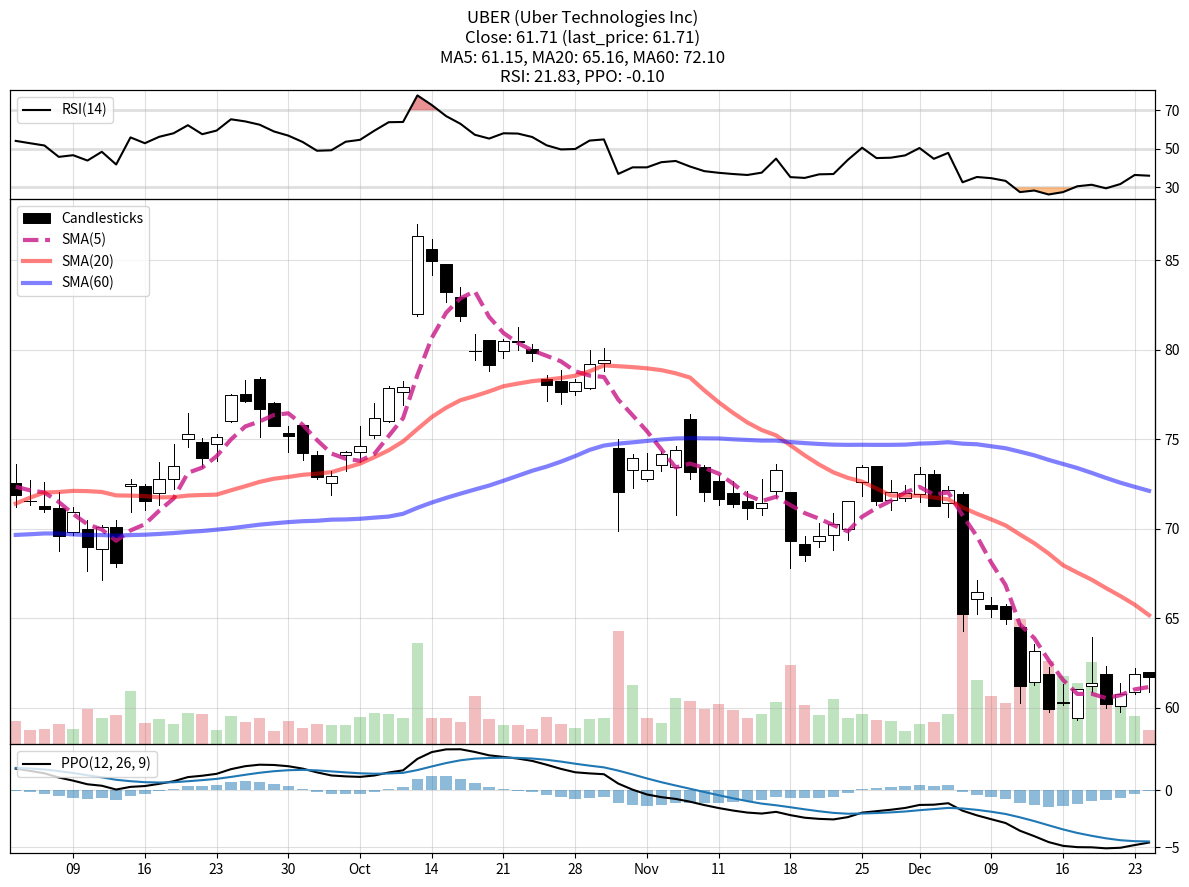 UBER (Uber Technologies Inc)
Close: 61.71 (last_price: 61.71)
MA5: 61.15, MA20: 65.16, MA60: 72.10
RSI: 21.83, PPO: -0.10
RSI(14)
70
50
30
Candlesticks
SMA(5)
SMA(20)
SMA(60)
85
80
75
70
65
60
PPO(12, 26, 9)
0
−5
09 16 23 30 Oct 14 21 28 Nov 11 18 25 Dec 09 16 23